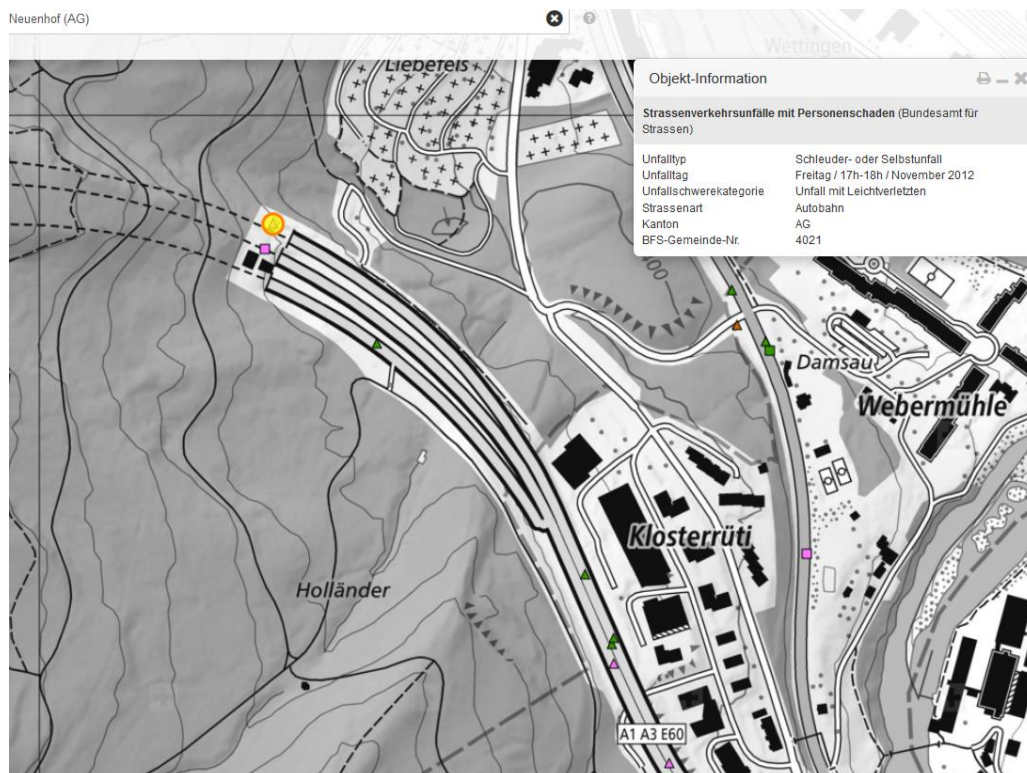 Neuenhof (AG)
Wettingen
Liebefels
Objekt-Information
Strassenverkehrsunfälle mit Personenschaden (Bundesamt für
Strassen)
Unfalltyp Schleuder- oder Selbstunfall
Unfalltag Freitag / 17h-18h / November 2012
Unfallschwerekategorie Unfall mit Leichtverletzten
Strassenart Autobahn
Kanton AG
BFS-Gemeinde-Nr. 4021
400
Damsau
Webermühle
Klosterrüti
Holländer
A1 A3 E60